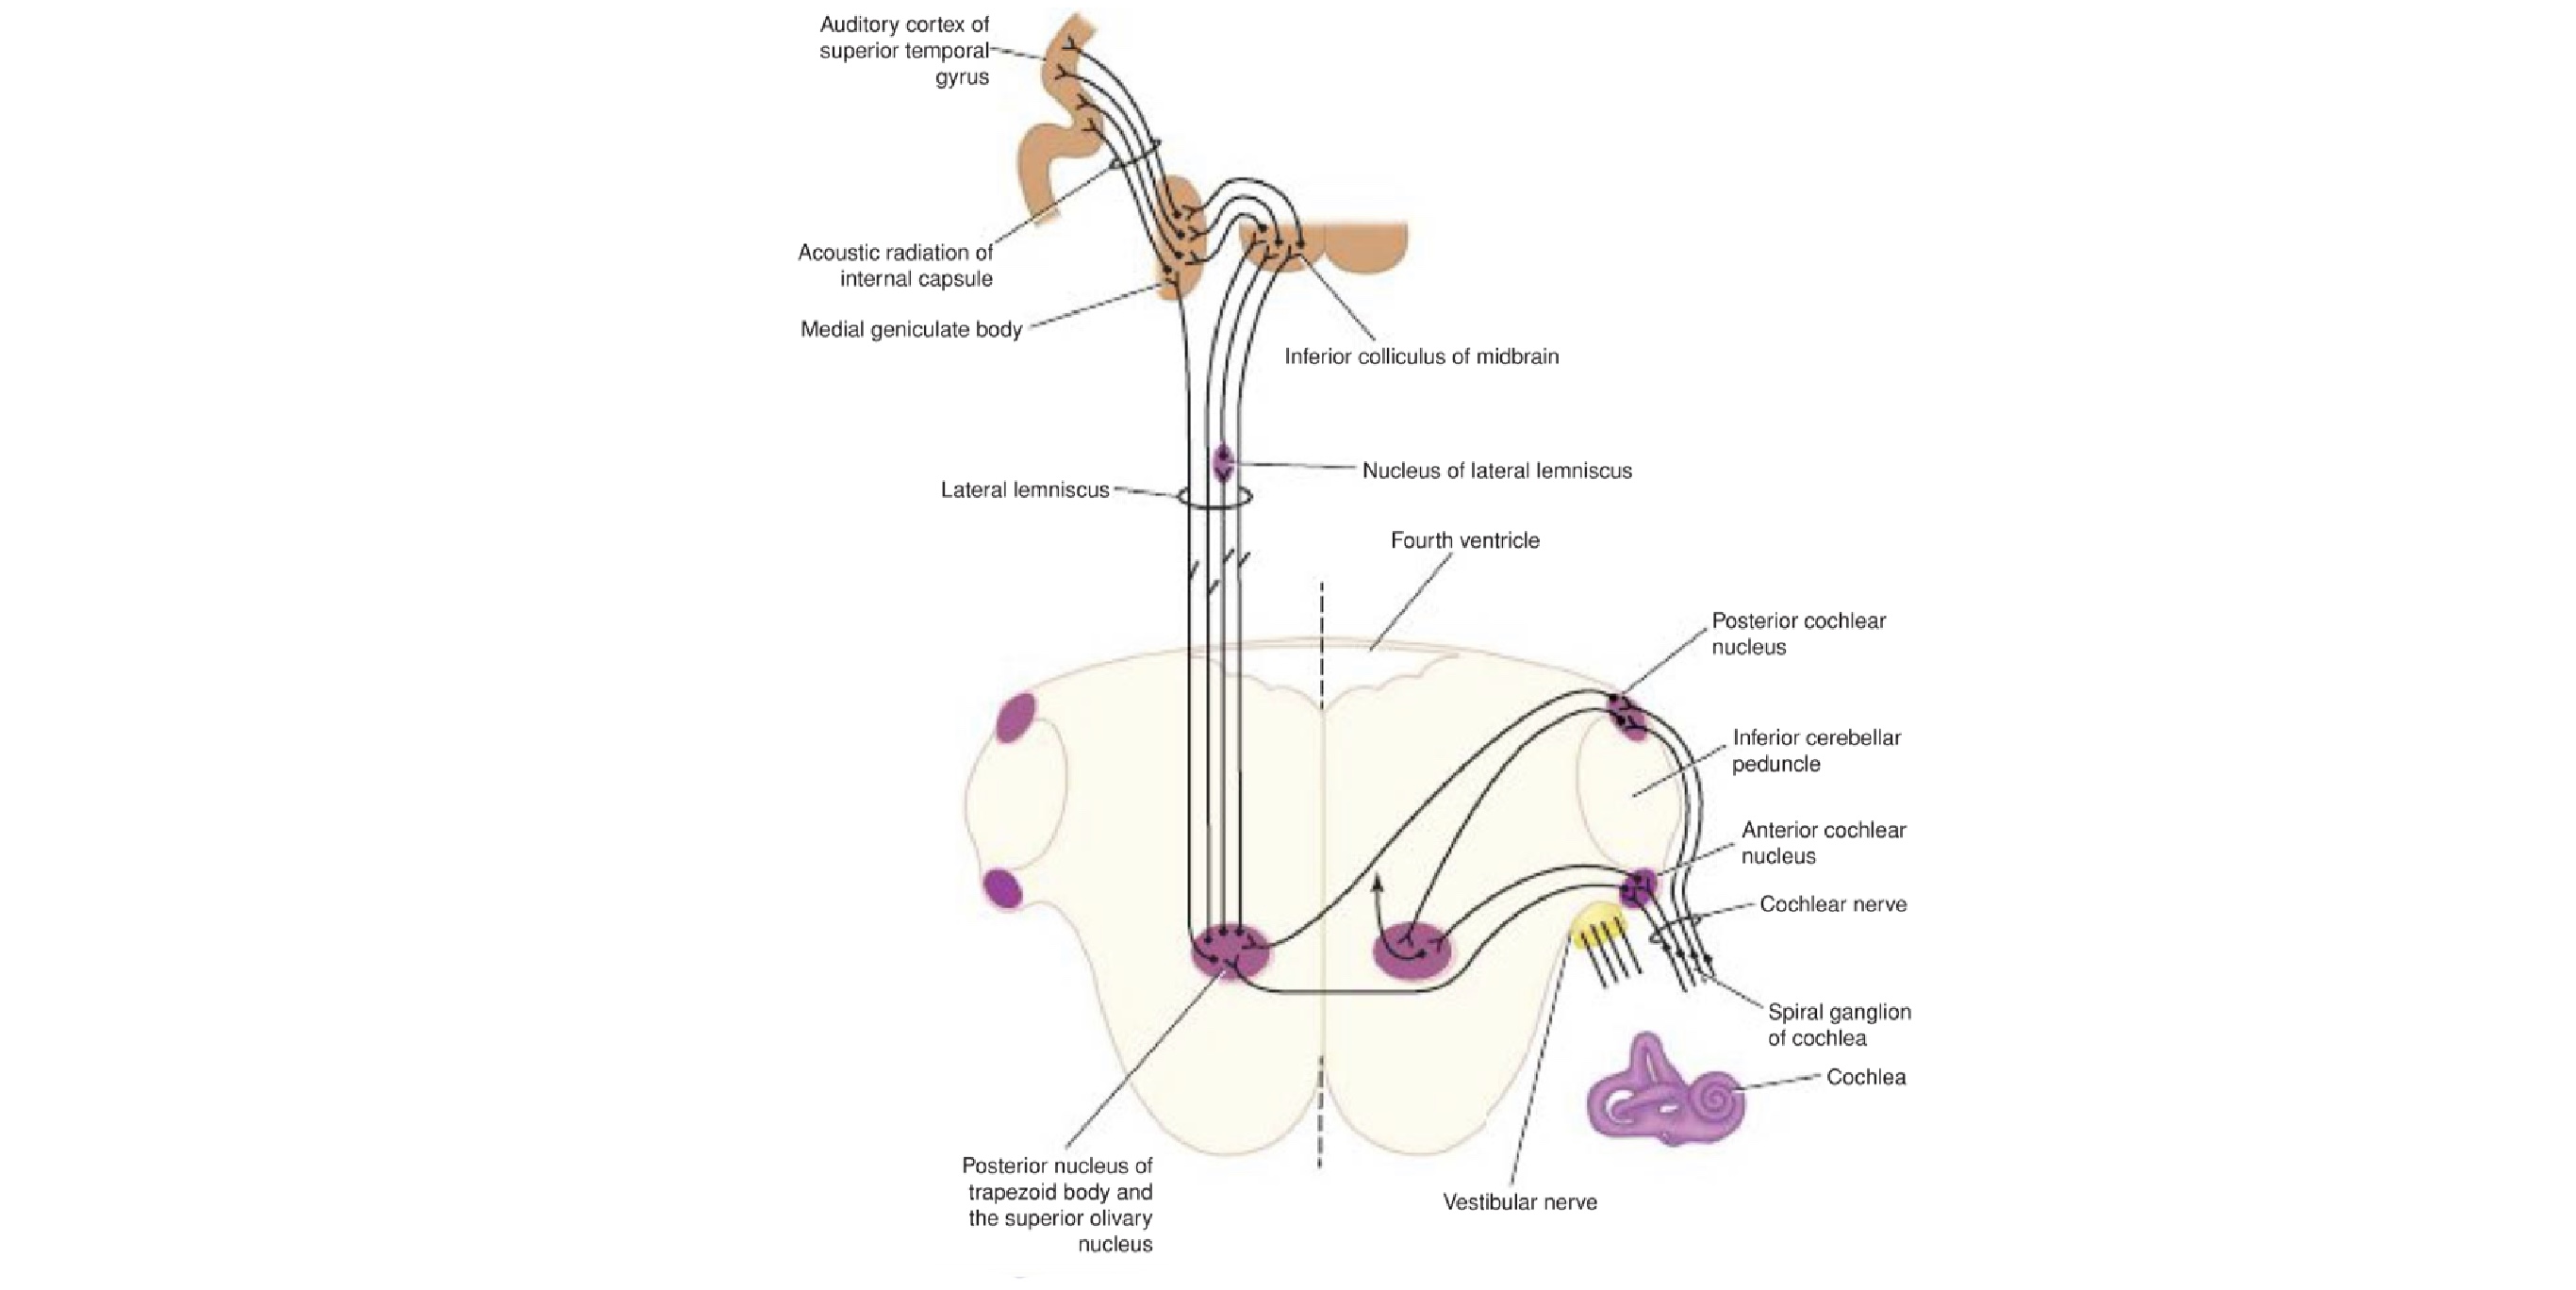 Auditory cortex of
superior temporal
gyrus
Acoustic radiation of
internal capsule
Medial geniculate body
Inferior colliculus of midbrain
Nucleus of lateral lemniscus
Lateral lemniscus
Fourth ventricle
Posterior cochlear
nucleus
Inferior cerebellar
peduncle
Anterior cochlear
nucleus
Cochlear nerve
Spiral ganglion
of cochlea
Cochlea
Posterior nucleus of
trapezoid body and
the superior olivary
nucleus
Vestibular nerve